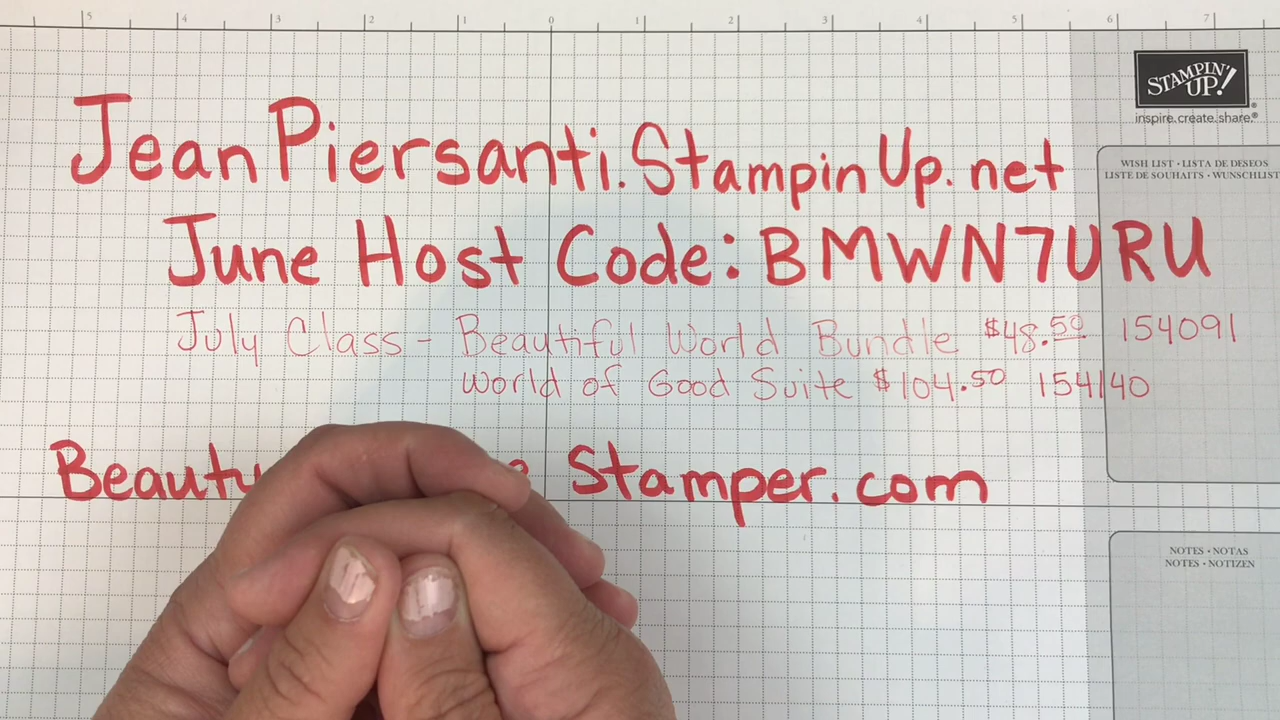 5 4 3 2 1 0 1 2 3 4 5 6 7
STAMPIN' UP!®
inspire.create.share.®
JeanPiersanti.StampinUp.net
June Host Code: BMWN7URU
July Class - Beautiful World Bundle $48.50 154091
World of Good Suite $104.50 154140
Stamper.com
WISH LIST • LISTA DE DESEOS
LISTE DE SOUHAITS • WUNSCHLIST
NOTES • NOTAS
NOTES • NOTIZEN